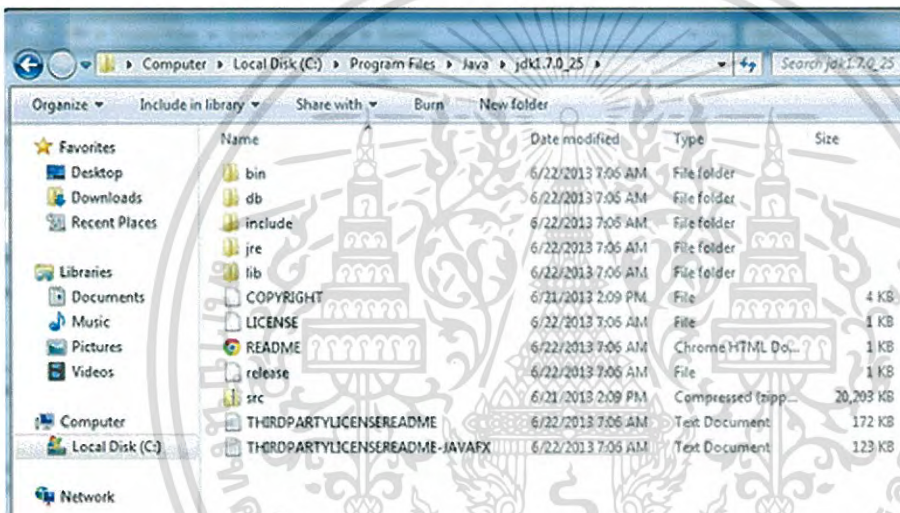 Computer ▸ Local Disk (C:) ▸ Program Files ▸ Java ▸ jdk1.7.0_25 ▸
Search jdk1.7.0_25
Organize Include in library Share with Burn New folder
Name Date modified Type Size
Favorites
Desktop
Downloads
Recent Places
Libraries
Documents
Music
Pictures
Videos
Computer
Local Disk (C:)
Network
bin 6/22/2013 7:06 AM File folder
db 6/22/2013 7:06 AM File folder
include 6/22/2013 7:06 AM File folder
jre 6/22/2013 7:06 AM File folder
lib 6/22/2013 7:06 AM File folder
COPYRIGHT 6/21/2013 2:09 PM File 4 KB
LICENSE 6/22/2013 7:06 AM File 1 KB
README 6/22/2013 7:06 AM Chrome HTML Do... 1 KB
release 6/22/2013 7:06 AM File 1 KB
src 6/21/2013 2:09 PM Compressed (zipp... 20,203 KB
THIRDPARTYLICENSEREADME 6/22/2013 7:06 AM Text Document 172 KB
THIRDPARTYLICENSEREADME-JAVAFX 6/22/2013 7:06 AM Text Document 123 KB